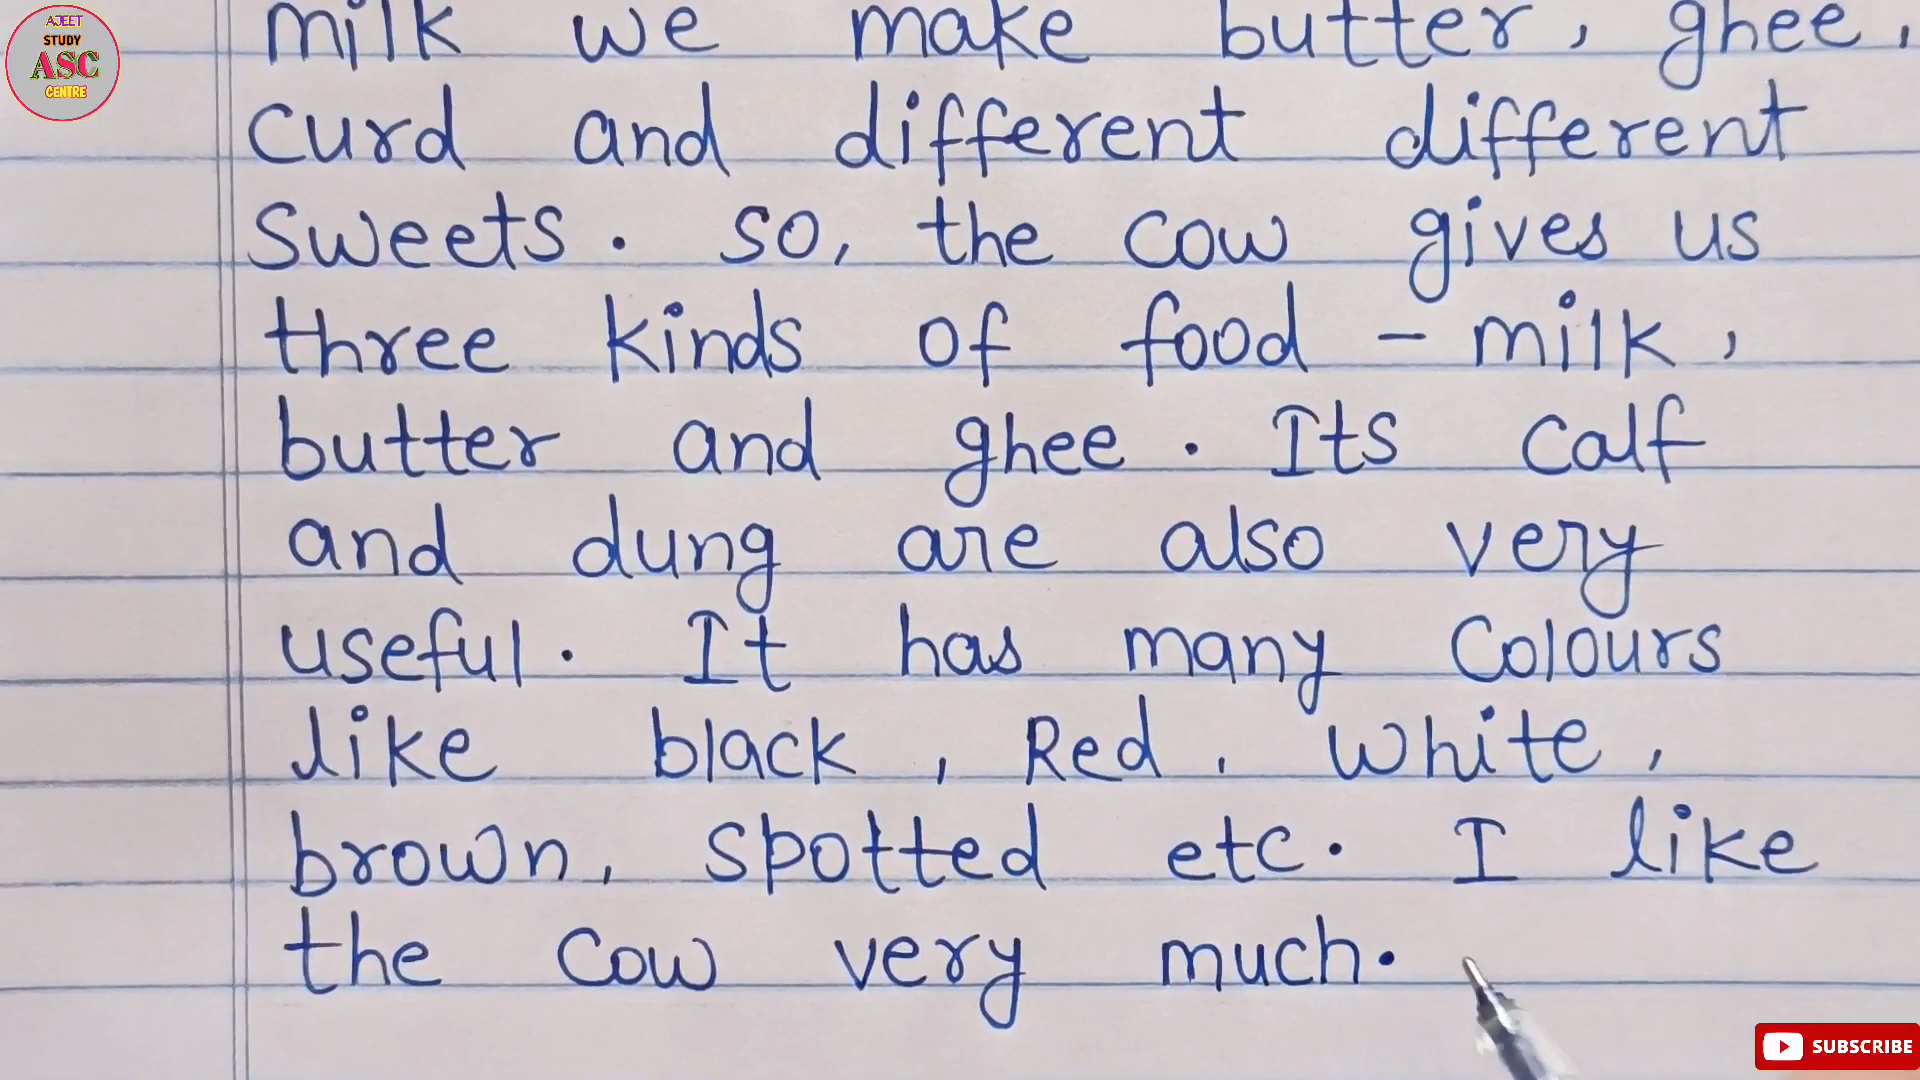 AJEET
STUDY
ASC
CENTRE
milk we make butter, ghee,
curd and different different
sweets. so, the cow gives us
three kinds of food - milk,
butter and ghee. Its calf
and dung are also very
useful. It has many Colours
like black, Red, white,
brown, spotted etc. I like
the cow very much.
SUBSCRIBE